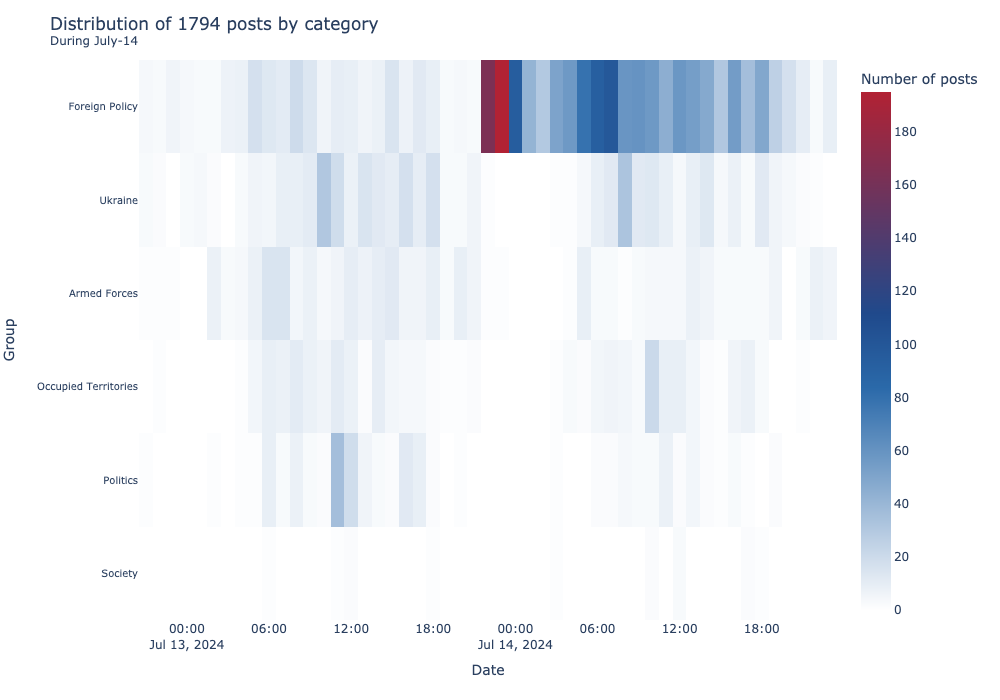 Distribution of 1794 posts by category
During July-14
Number of posts
Foreign Policy
Ukraine
Armed Forces
Occupied Territories
Politics
Society
Group
180
160
140
120
100
80
60
40
20
0
00:00 06:00 12:00 18:00 00:00 06:00 12:00 18:00
Jul 13, 2024 Jul 14, 2024
Date